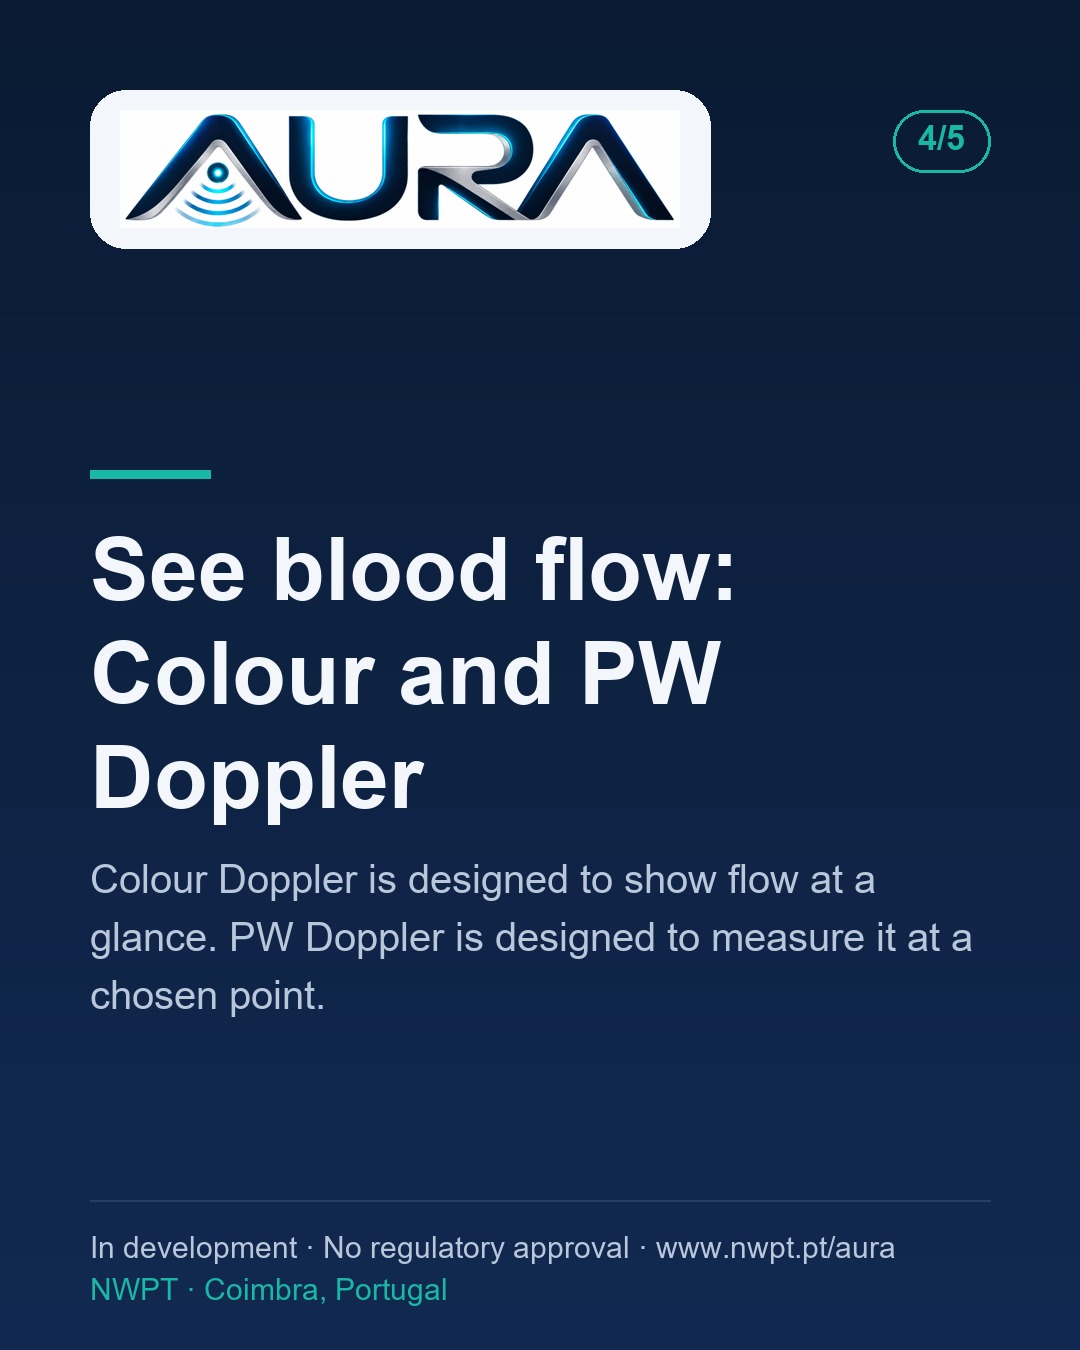 AURA
4/5
See blood flow:
Colour and PW
Doppler
Colour Doppler is designed to show flow at a
glance. PW Doppler is designed to measure it at a
chosen point.
In development · No regulatory approval · www.nwpt.pt/aura
NWPT · Coimbra, Portugal